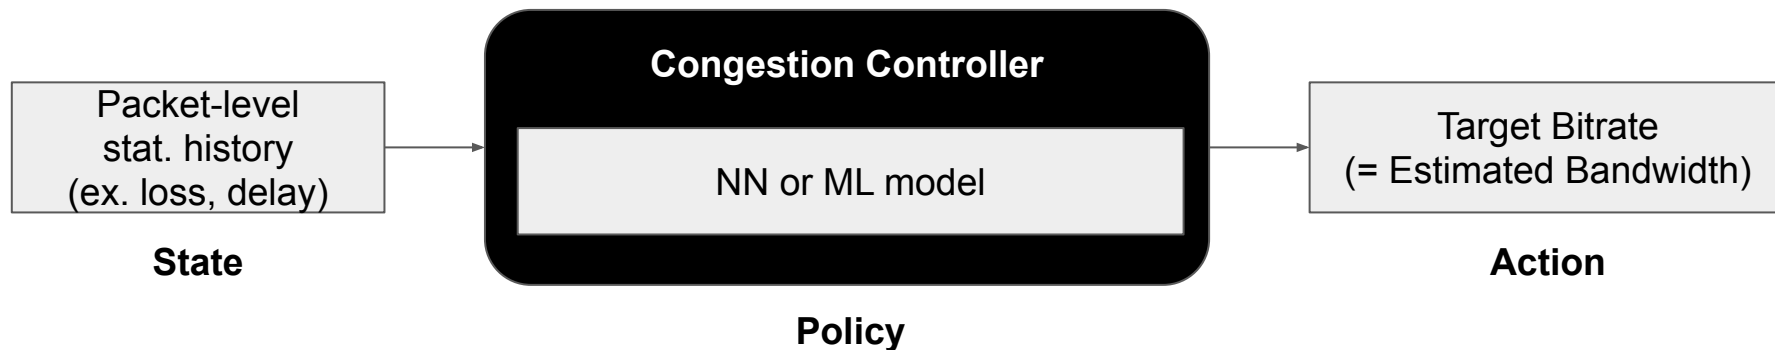 Packet-level
stat. history
(ex. loss, delay)
State
Congestion Controller
NN or ML model
Policy
Target Bitrate
(= Estimated Bandwidth)
Action